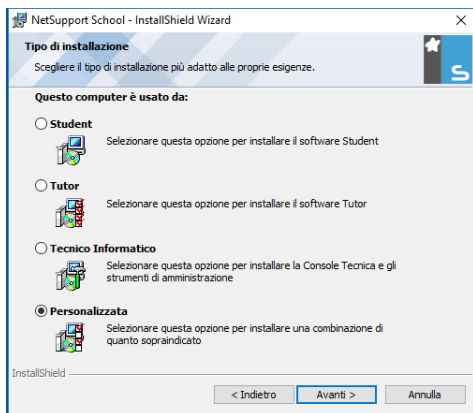 NetSupport School - InstallShield Wizard
Tipo di installazione
Scegliere il tipo di installazione più adatto alle proprie esigenze.
S
Questo computer è usato da:
Student
Selezionare questa opzione per installare il software Student
Tutor
Selezionare questa opzione per installare il software Tutor
Tecnico Informatico
Selezionare questa opzione per installare la Console Tecnica e gli
strumenti di amministrazione
Personalizzata
Selezionare questa opzione per installare una combinazione di
quanto sopraindicato
InstallShield
< Indietro
Avanti >
Annulla